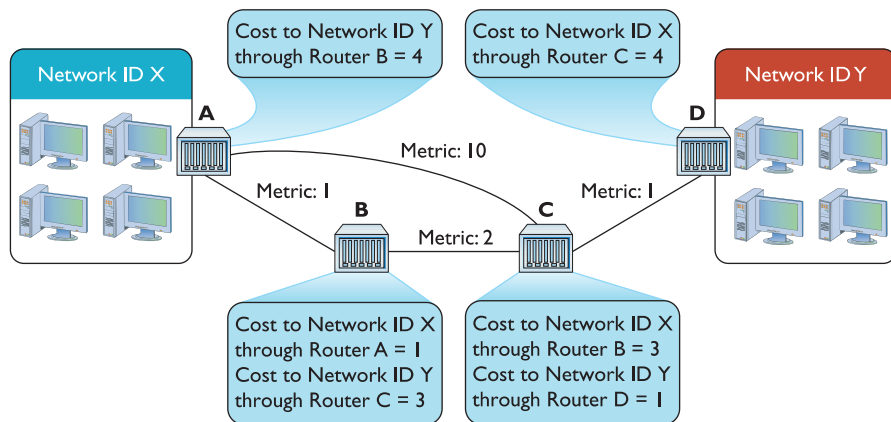 Cost to Network ID Y
through Router B = 4
Cost to Network ID X
through Router C = 4
Network ID X
Network ID Y
A
D
Metric: 10
Metric: 1
Metric: 1
B
C
Metric: 2
Cost to Network ID X
through Router A = 1
Cost to Network ID Y
through Router C = 3
Cost to Network ID X
through Router B = 3
Cost to Network ID Y
through Router D = 1